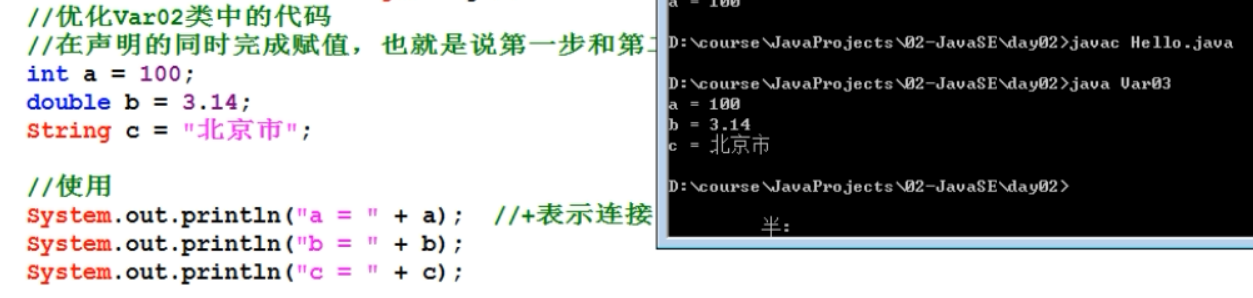 //优化Var02类中的代码
//在声明的同时完成赋值，也就是说第一步和第二
int a = 100;
double b = 3.14;
String c = "北京市";
//使用
System.out.println("a = " + a);  //+表示连接
System.out.println("b = " + b);
System.out.println("c = " + c);
a = 100
D:\course\JavaProjects\02-JavaSE\day02>javac Hello.java
D:\course\JavaProjects\02-JavaSE\day02>java Var03
a = 100
b = 3.14
c = 北京市
D:\course\JavaProjects\02-JavaSE\day02>
半: